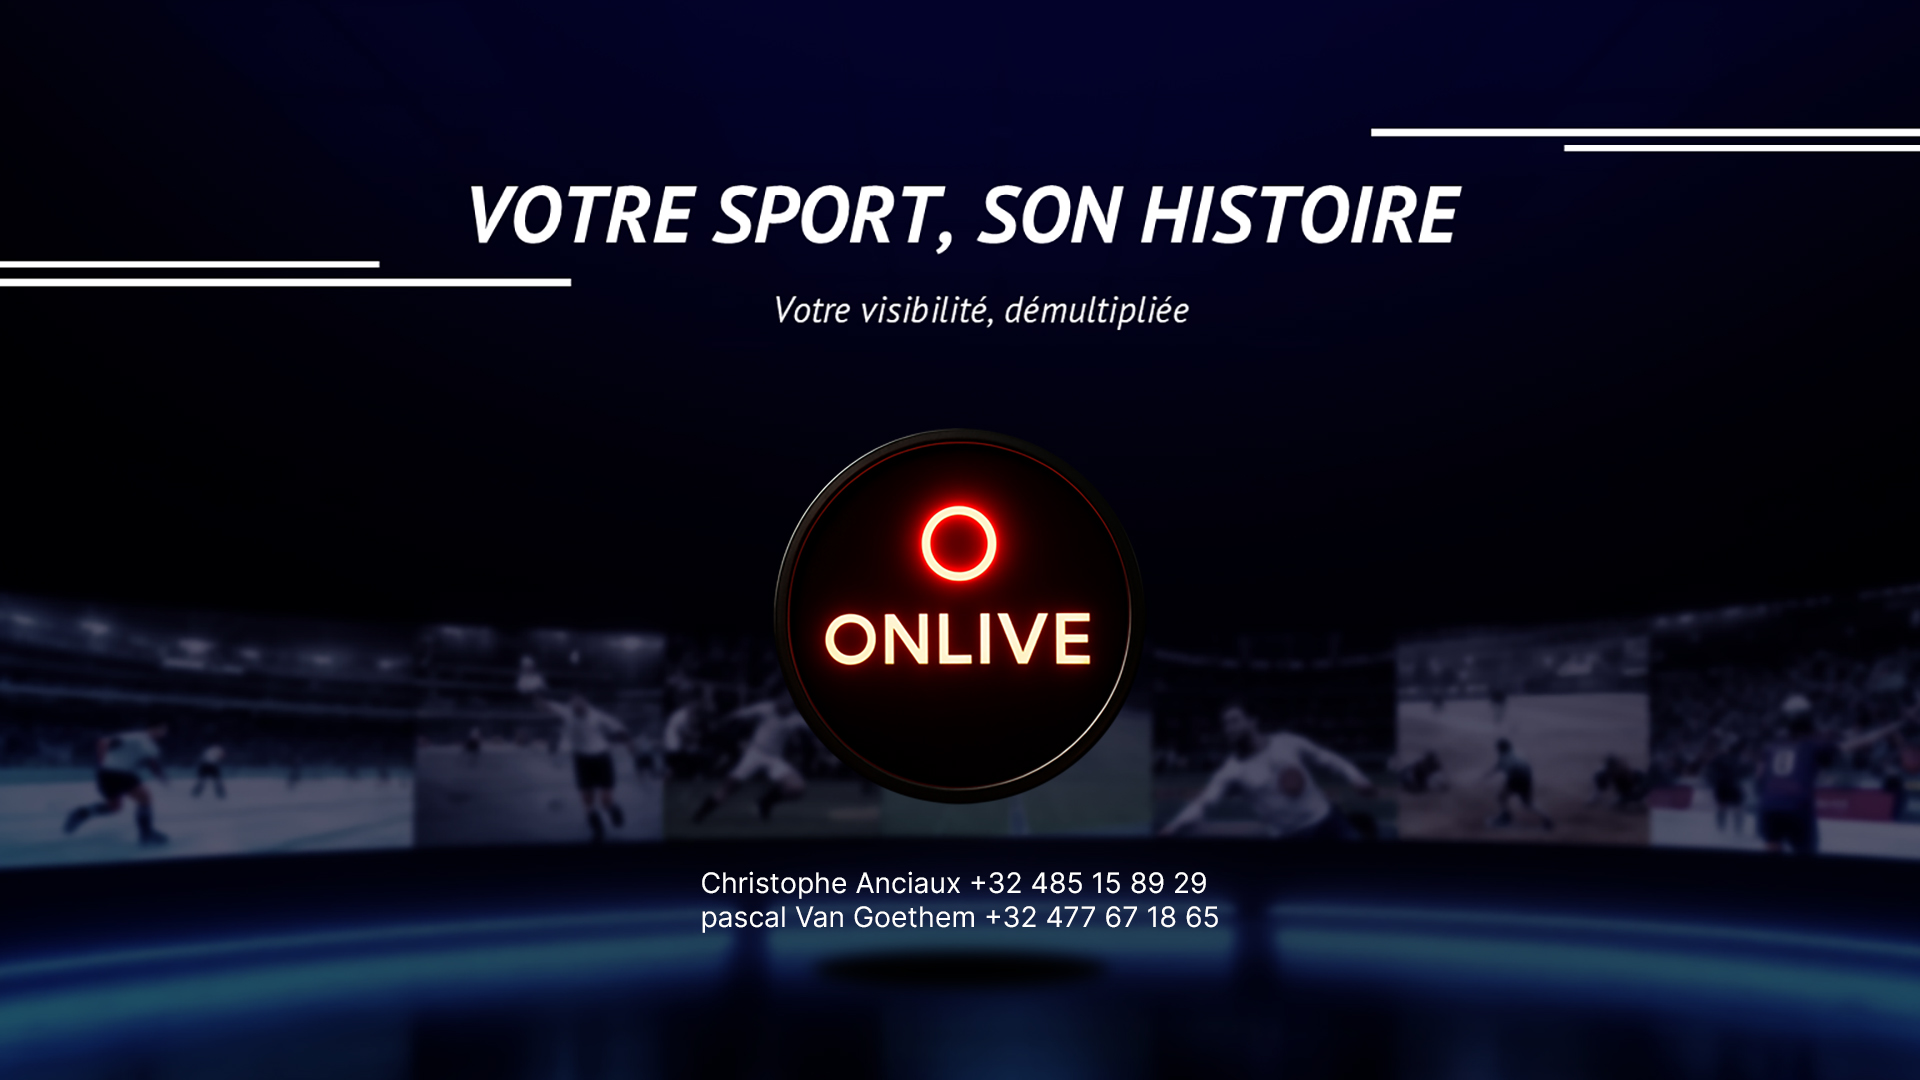 VOTRE SPORT, SON HISTOIRE
Votre visibilité, démultipliée
ONLIVE
Christophe Anciaux +32 485 15 89 29
pascal Van Goethem +32 477 67 18 65